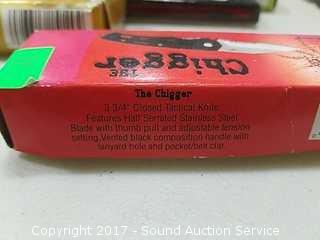 THE
Chigger
The Chigger
3 3/4" Closed Tactical Knife
Features Half Serrated Stainless Steel
Blade with thumb pull and adjustable tension
setting. Vented black composition handle with
lanyard hole and pocket/belt clip.
Copyright 2017 - Sound Auction Service